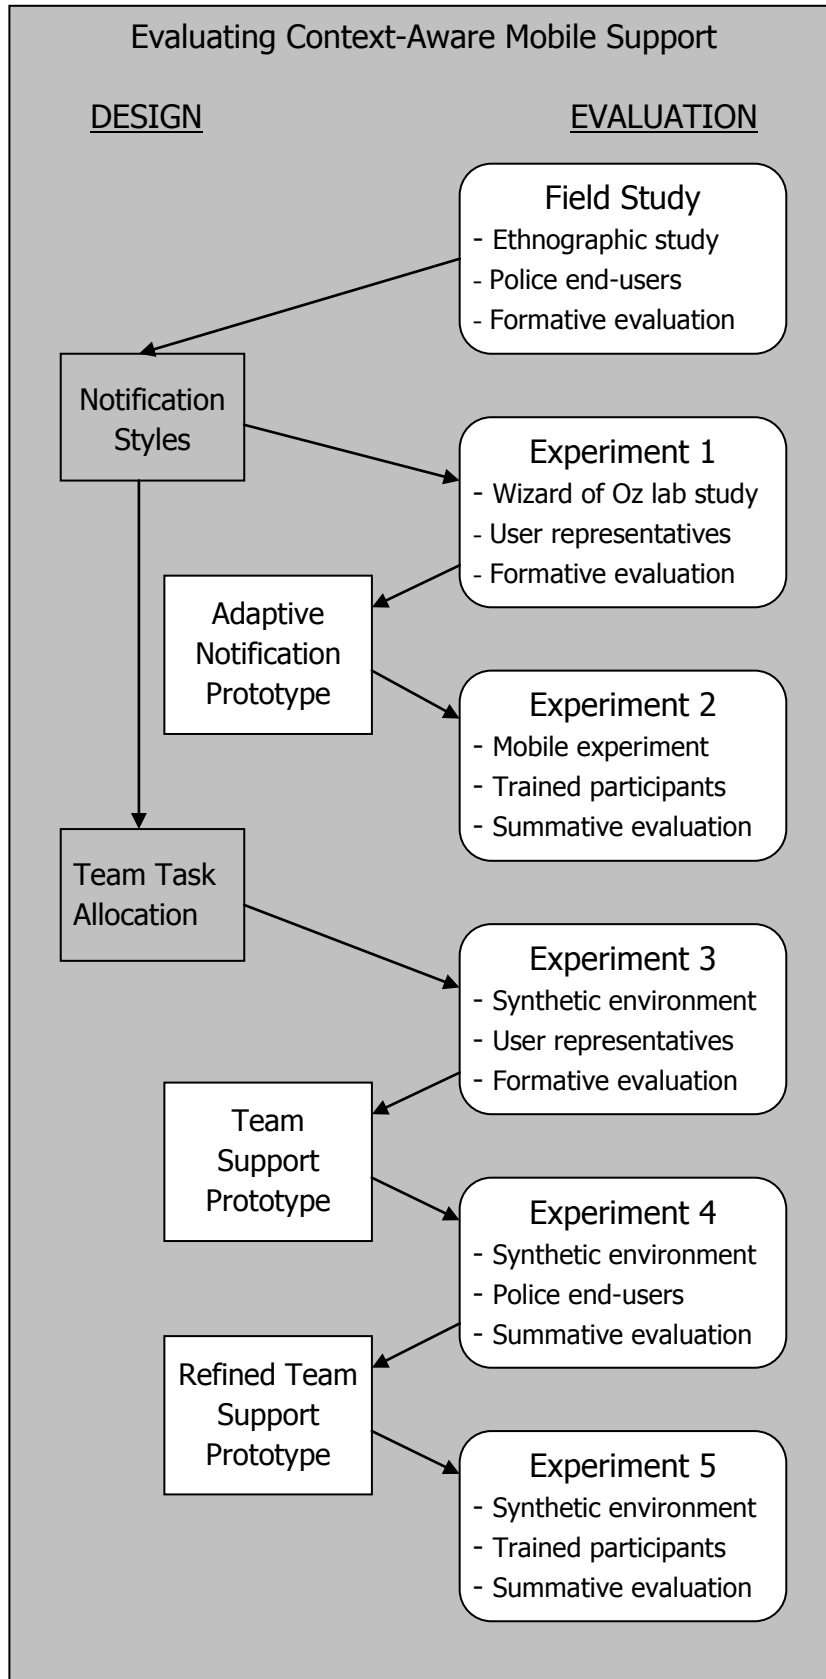 Evaluating Context-Aware Mobile Support
DESIGN
EVALUATION
Field Study
- Ethnographic study
- Police end-users
- Formative evaluation
Notification
Styles
Experiment 1
- Wizard of Oz lab study
- User representatives
- Formative evaluation
Adaptive
Notification
Prototype
Experiment 2
- Mobile experiment
- Trained participants
- Summative evaluation
Team Task
Allocation
Experiment 3
- Synthetic environment
- User representatives
- Formative evaluation
Team
Support
Prototype
Experiment 4
- Synthetic environment
- Police end-users
- Summative evaluation
Refined Team
Support
Prototype
Experiment 5
- Synthetic environment
- Trained participants
- Summative evaluation